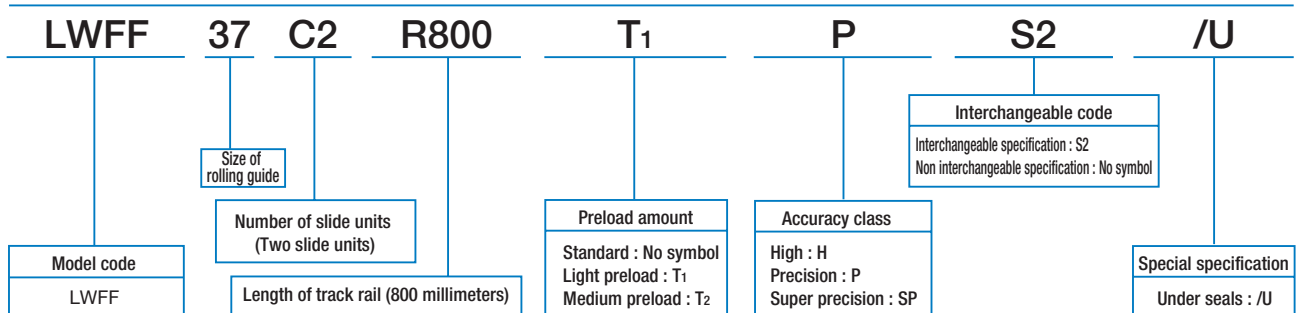 LWFF 37 C2 R800 T1 P S2 /U
Interchangeable code
Interchangeable specification : S2
Non interchangeable specification : No symbol
Size of
rolling guide
Number of slide units
(Two slide units)
Length of track rail (800 millimeters)
Model code
LWFF
Preload amount
Standard : No symbol
Light preload : T1
Medium preload : T2
Accuracy class
High : H
Precision : P
Super precision : SP
Special specification
Under seals : /U